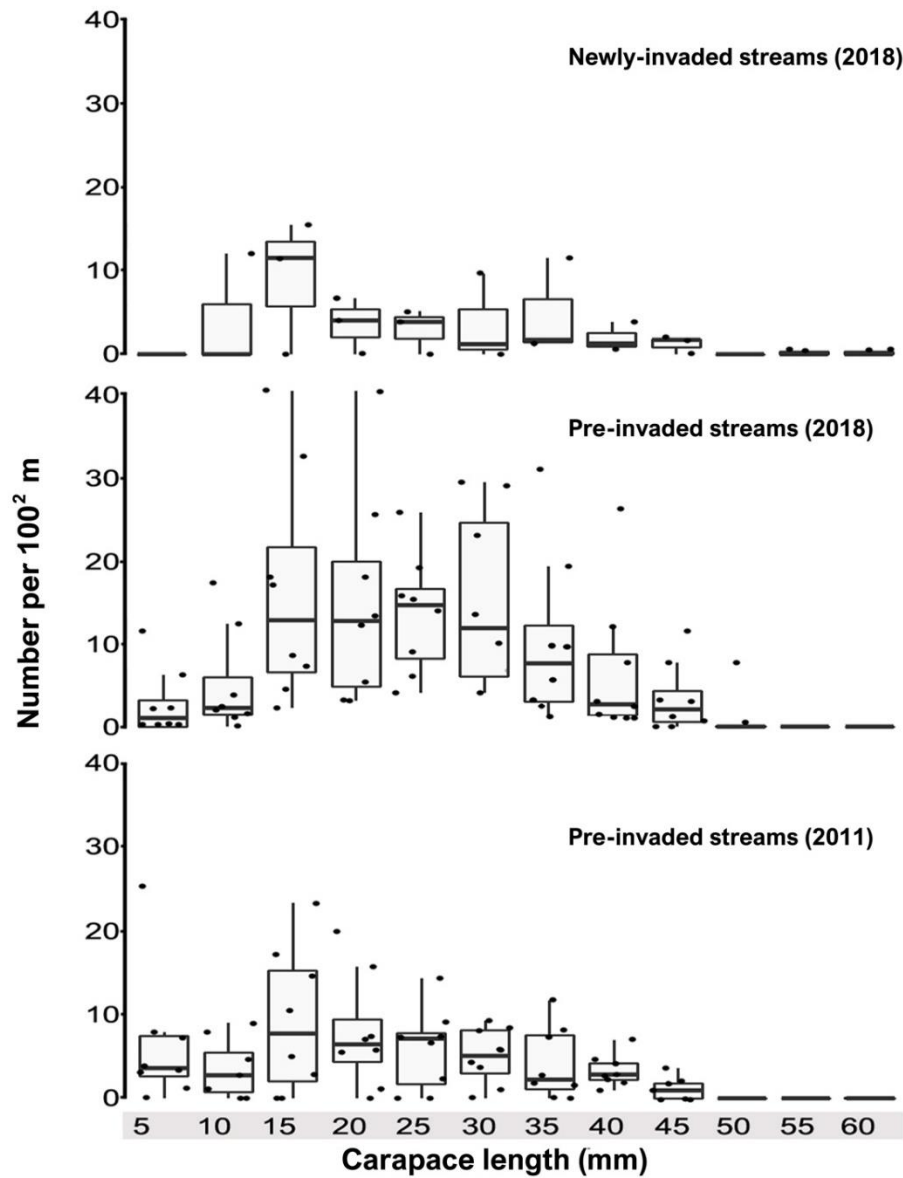 40
Newly-invaded streams (2018)
30
20
10
0
40
Pre-invaded streams (2018)
30
20
10
0
40
Pre-invaded streams (2011)
30
20
10
0
Number per 100² m
5 10 15 20 25 30 35 40 45 50 55 60
Carapace length (mm)